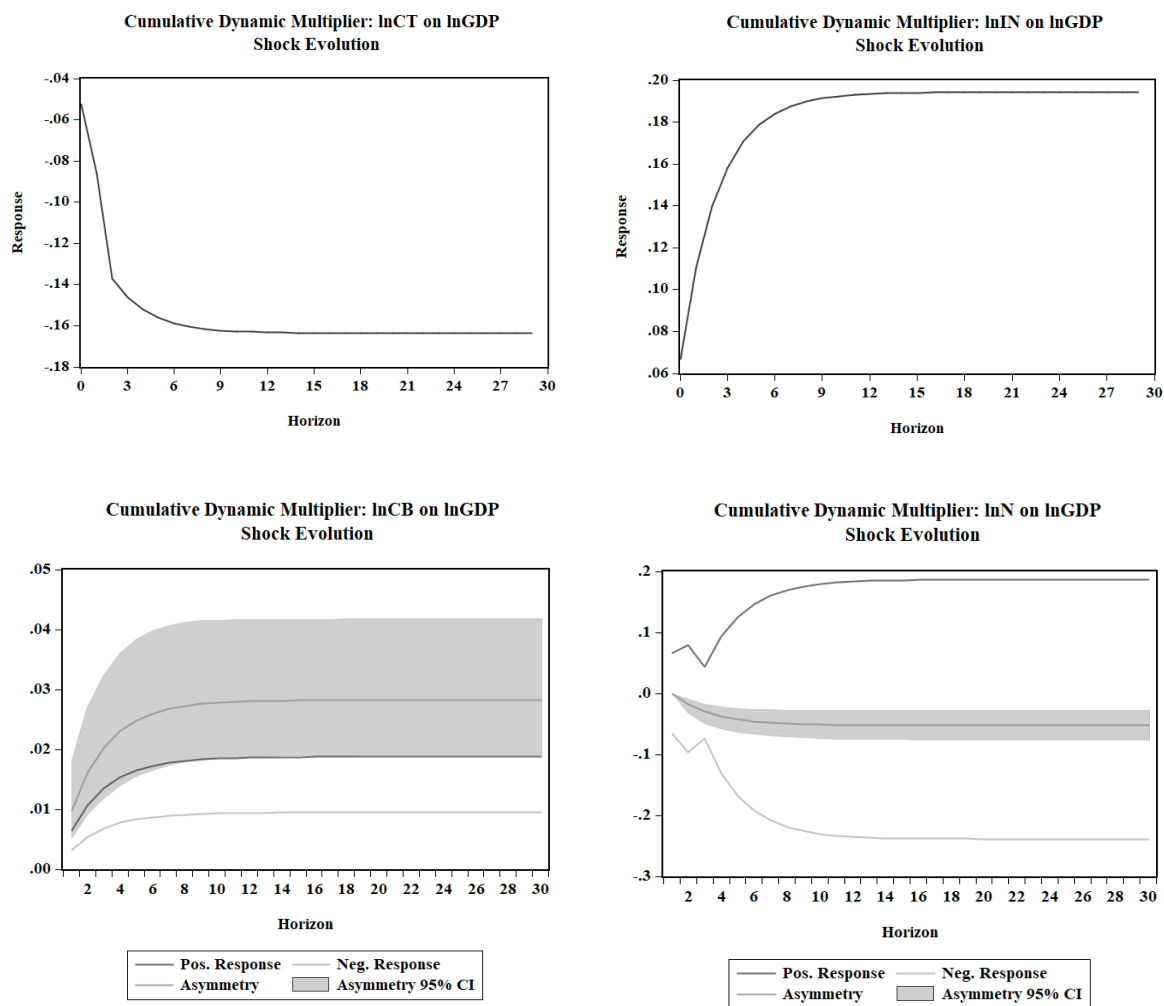 Cumulative Dynamic Multiplier: lnCT on lnGDP
Shock Evolution
-.04
-.06
-.08
-.10
-.12
-.14
-.16
-.18
Response
0 3 6 9 12 15 18 21 24 27 30
Horizon
Cumulative Dynamic Multiplier: lnIN on lnGDP
Shock Evolution
.20
.18
.16
.14
.12
.10
.08
.06
Response
0 3 6 9 12 15 18 21 24 27 30
Horizon
Cumulative Dynamic Multiplier: lnCB on lnGDP
Shock Evolution
.05
.04
.03
.02
.01
.00
2 4 6 8 10 12 14 16 18 20 22 24 26 28 30
Horizon
Pos. Response Neg. Response
Asymmetry Asymmetry 95% CI
Cumulative Dynamic Multiplier: lnN on lnGDP
Shock Evolution
.2
.1
.0
-.1
-.2
-.3
2 4 6 8 10 12 14 16 18 20 22 24 26 28 30
Horizon
Pos. Response Neg. Response
Asymmetry Asymmetry 95% CI